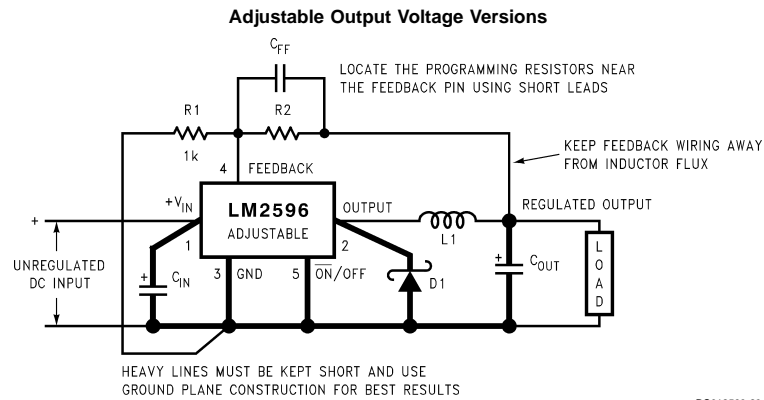 Adjustable Output Voltage Versions
CFF
LOCATE THE PROGRAMMING RESISTORS NEAR
THE FEEDBACK PIN USING SHORT LEADS
R1
R2
1k
KEEP FEEDBACK WIRING AWAY
FROM INDUCTOR FLUX
4 FEEDBACK
+VIN
LM2596
ADJUSTABLE
OUTPUT
REGULATED OUTPUT
+
1
2
L1
UNREGULATED
DC INPUT
+
CIN
3 GND
5 ON/OFF
D1
+
COUT
LOAD
HEAVY LINES MUST BE KEPT SHORT AND USE
GROUND PLANE CONSTRUCTION FOR BEST RESULTS